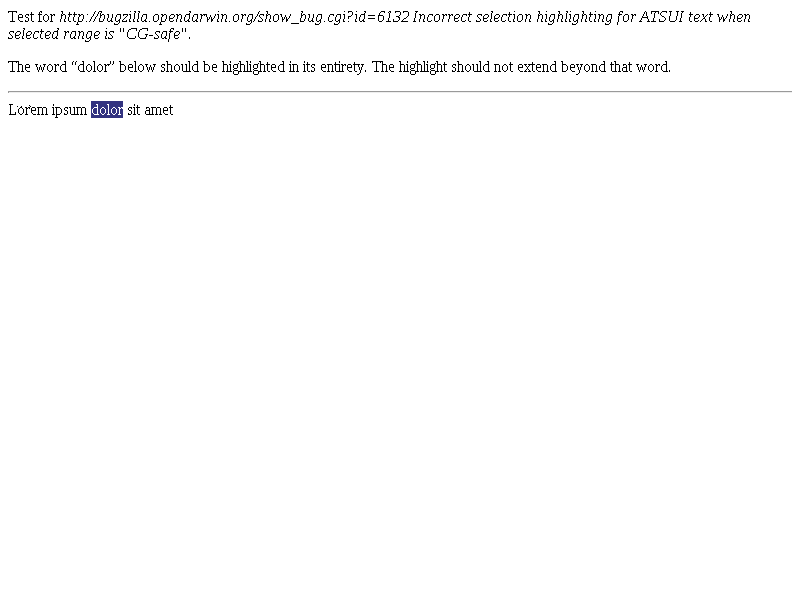 Test for http://bugzilla.opendarwin.org/show_bug.cgi?id=6132 Incorrect selection highlighting for ATSUI text when
selected range is "CG-safe".
The word “dolor” below should be highlighted in its entirety. The highlight should not extend beyond that word.
Lorem ipsum dolor sit amet